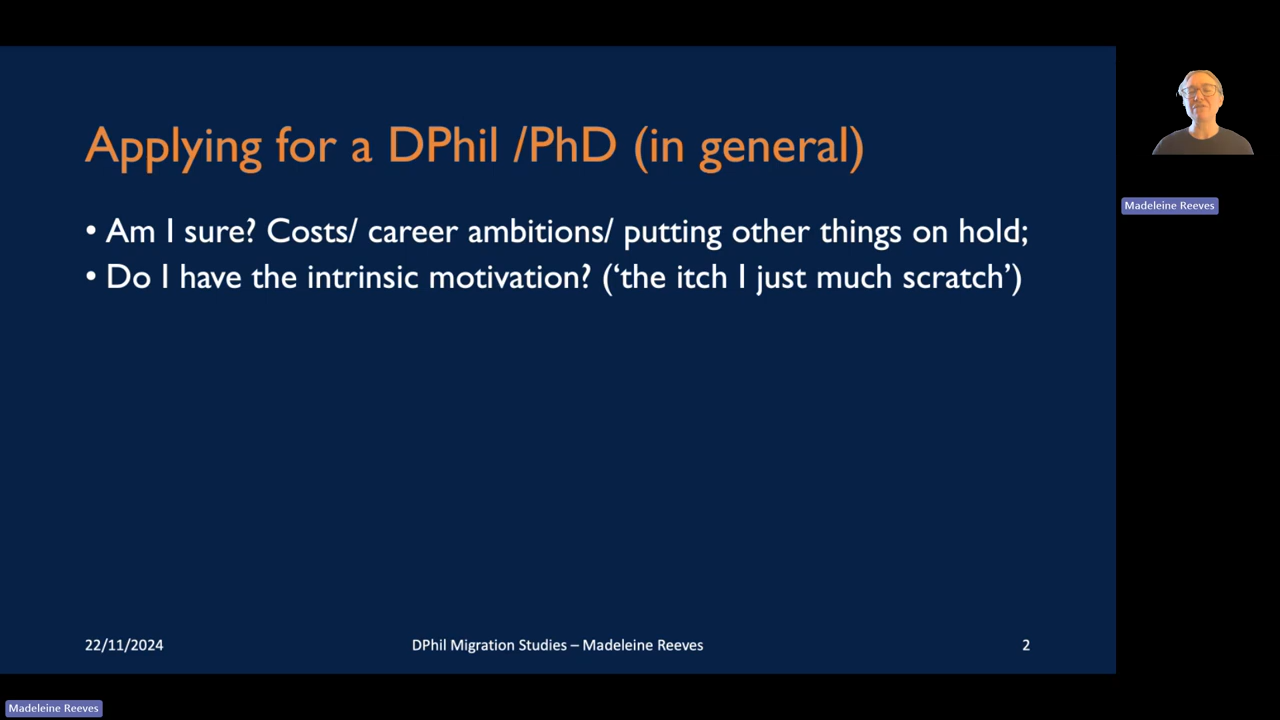 Applying for a DPhil /PhD (in general)
• Am I sure? Costs/ career ambitions/ putting other things on hold;
• Do I have the intrinsic motivation? (‘the itch I just much scratch’)
22/11/2024
DPhil Migration Studies – Madeleine Reeves
2
Madeleine Reeves
Madeleine Reeves